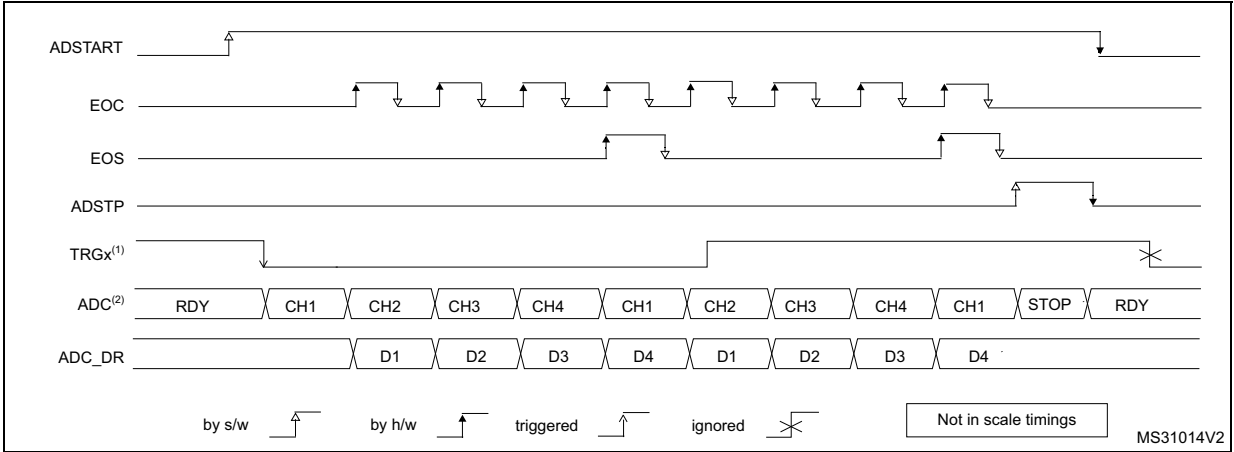 ADSTART
EOC
EOS
ADSTP
TRGx(1)
ADC(2) RDY CH1 CH2 CH3 CH4 CH1 CH2 CH3 CH4 CH1 STOP RDY
ADC_DR D1 D2 D3 D4 D1 D2 D3 D4
by s/w by h/w triggered ignored Not in scale timings
MS31014V2